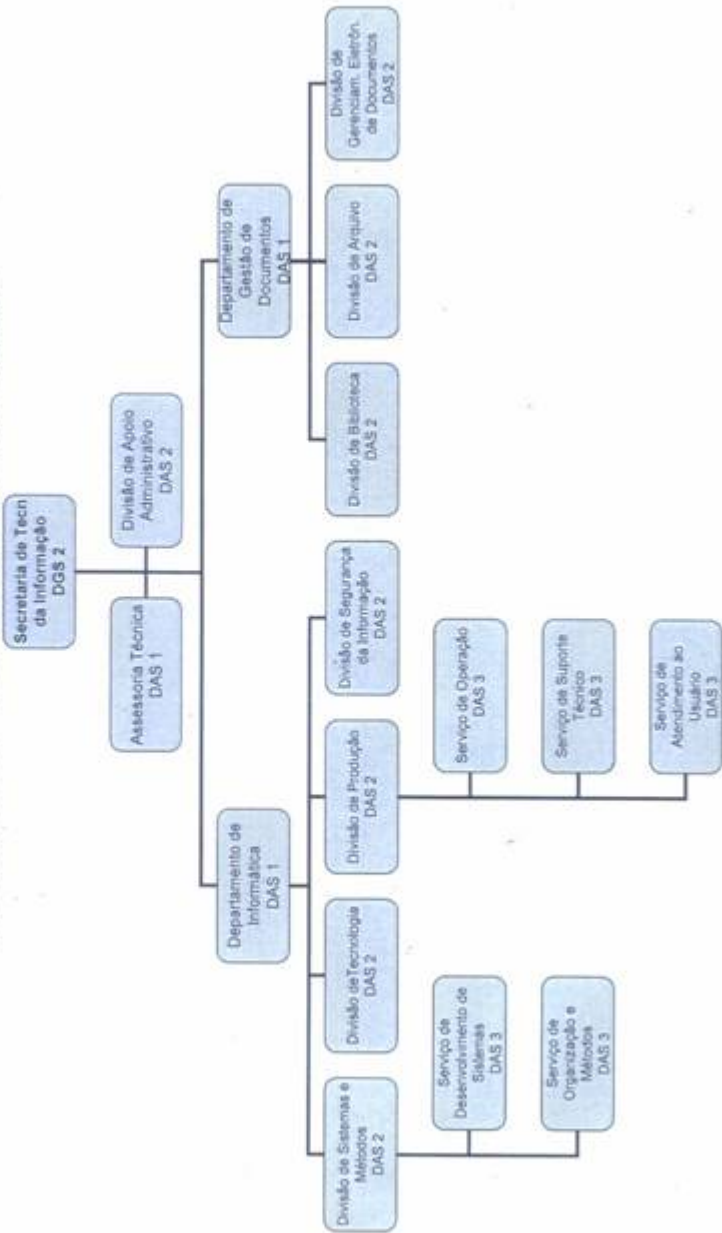 Secretaria de Tecn
da Informação
DGS 2
Assessoria Técnica
DAS 1
Divisão de Apoio
Administrativo
DAS 2
Departamento de
Informática
DAS 1
Departamento de
Gestão de
Documentos
DAS 1
Divisão de Sistemas e
Métodos
DAS 2
Divisão de Tecnologia
DAS 2
Divisão de Produção
DAS 2
Divisão de Segurança
da Informação
DAS 2
Divisão de Biblioteca
DAS 2
Divisão de Arquivo
DAS 2
Divisão de
Gerenciam. Eletrôn.
de Documentos
DAS 2
Serviço de
Desenvolvimento de
Sistemas
DAS 3
Serviço de
Organização e
Métodos
DAS 3
Serviço de Operação
DAS 3
Serviço de Suporte
Técnico
DAS 3
Serviço de
Atendimento ao
Usuário
DAS 3